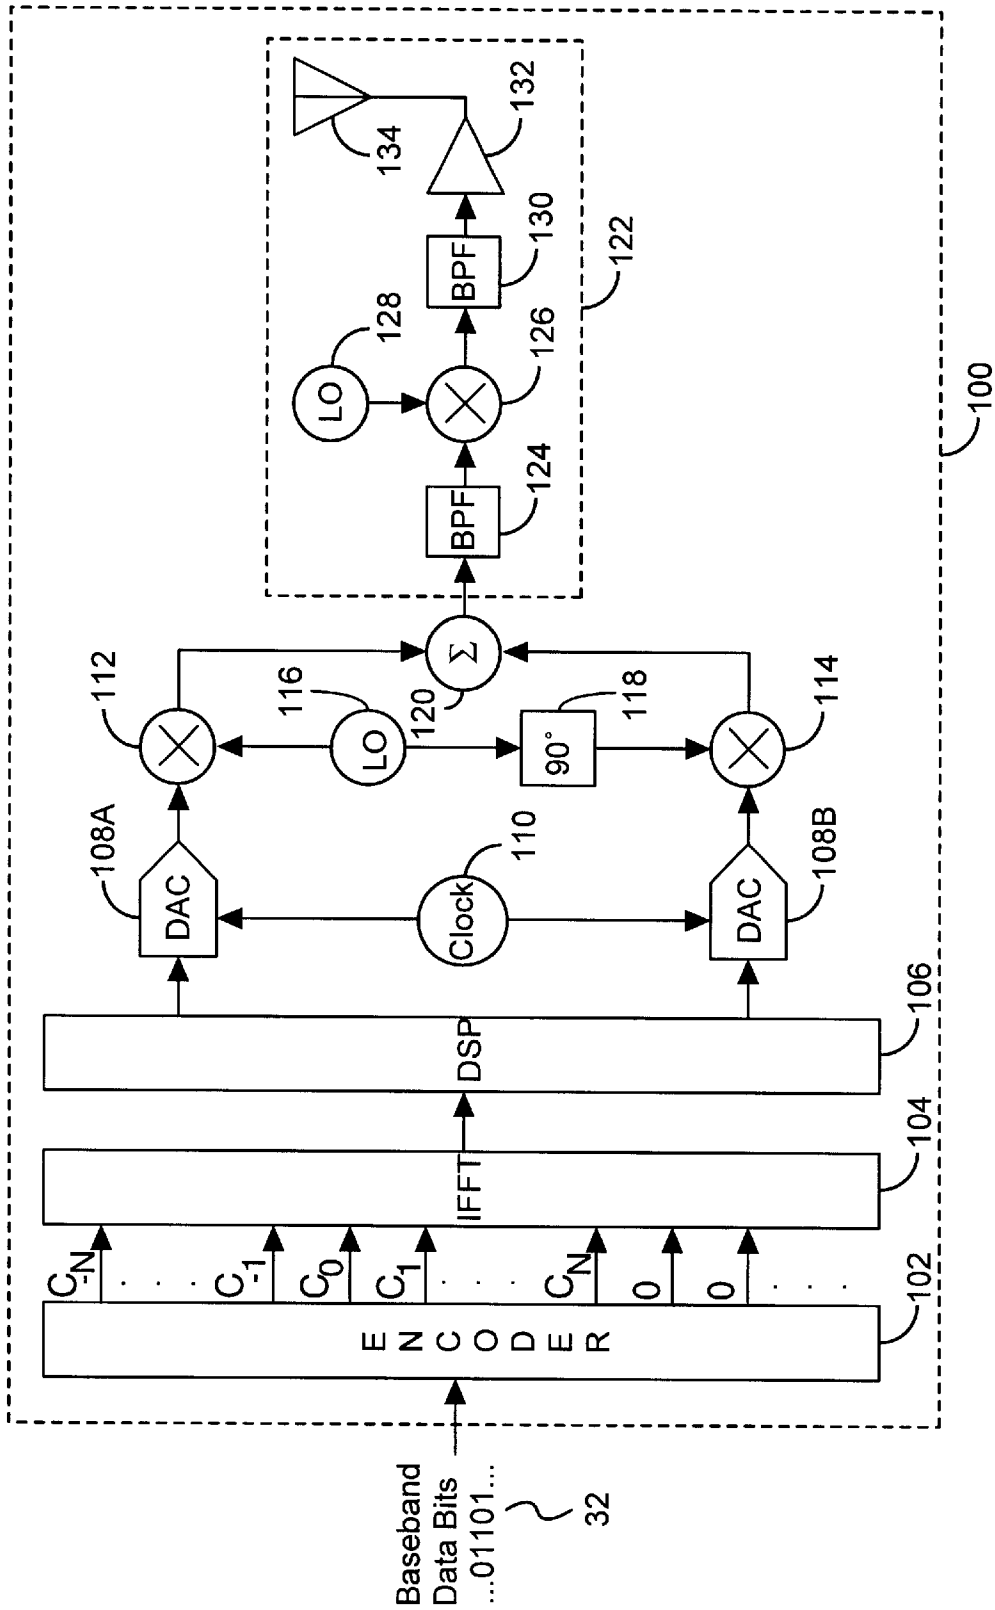 Baseband
Data Bits
...01101...
32
ENCODER
102
C-N
. . . .
C-1
C0
C1
. . .
CN
0
0
. . . .
IFFT
104
DSP
106
108A
DAC
Clock
110
DAC
108B
112
116
LO
90°
118
114
120
Σ
BPF
124
LO
128
126
BPF
130
132
134
122
100